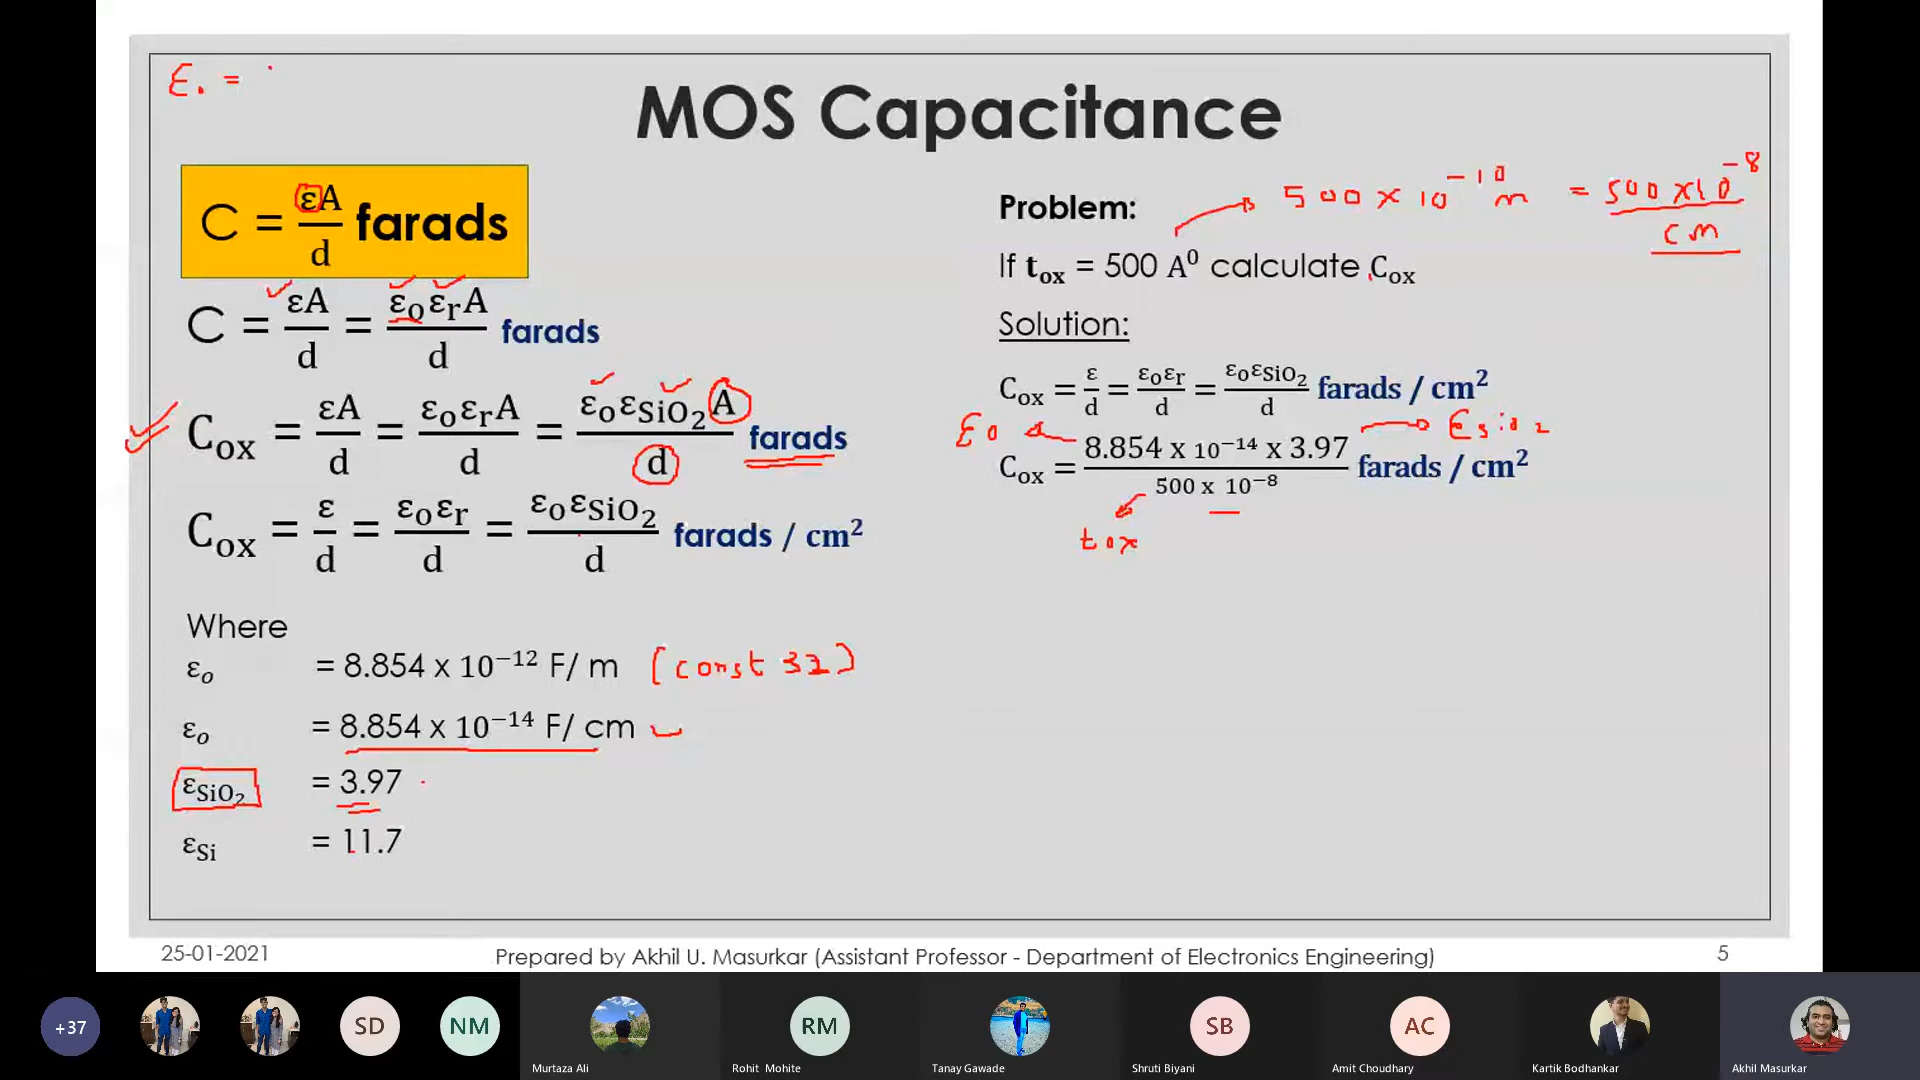 ε. =
MOS Capacitance
C = εA/d farads
C = εA/d = ε₀εᵣA/d farads
Cox = εA/d = ε₀εᵣA/d = ε₀εSiO₂A/d farads
Cox = ε/d = ε₀εᵣ/d = ε₀εSiO₂/d farads / cm²
Where
εo = 8.854 x 10⁻¹² F/ m (const 32)
εo = 8.854 x 10⁻¹⁴ F/ cm
εSiO₂ = 3.97
εSi = 11.7
Problem:
500 x 10⁻¹⁰ m = 500 x10⁻⁸
cm
If tox = 500 A⁰ calculate Cox
Solution:
Cox = ε/d = ε₀εᵣ/d = ε₀εSiO₂/d farads / cm²
ε0
εsio2
Cox = 8.854 x 10⁻¹⁴ x 3.97/500 x 10⁻⁸ farads / cm²
tox
25-01-2021
Prepared by Akhil U. Masurkar (Assistant Professor - Department of Electronics Engineering)
5
+37
SD
NM
RM
SB
AC
Murtaza Ali
Rohit Mohite
Tanay Gawade
Shruti Biyani
Amit Choudhary
Kartik Bodhankar
Akhil Masurkar